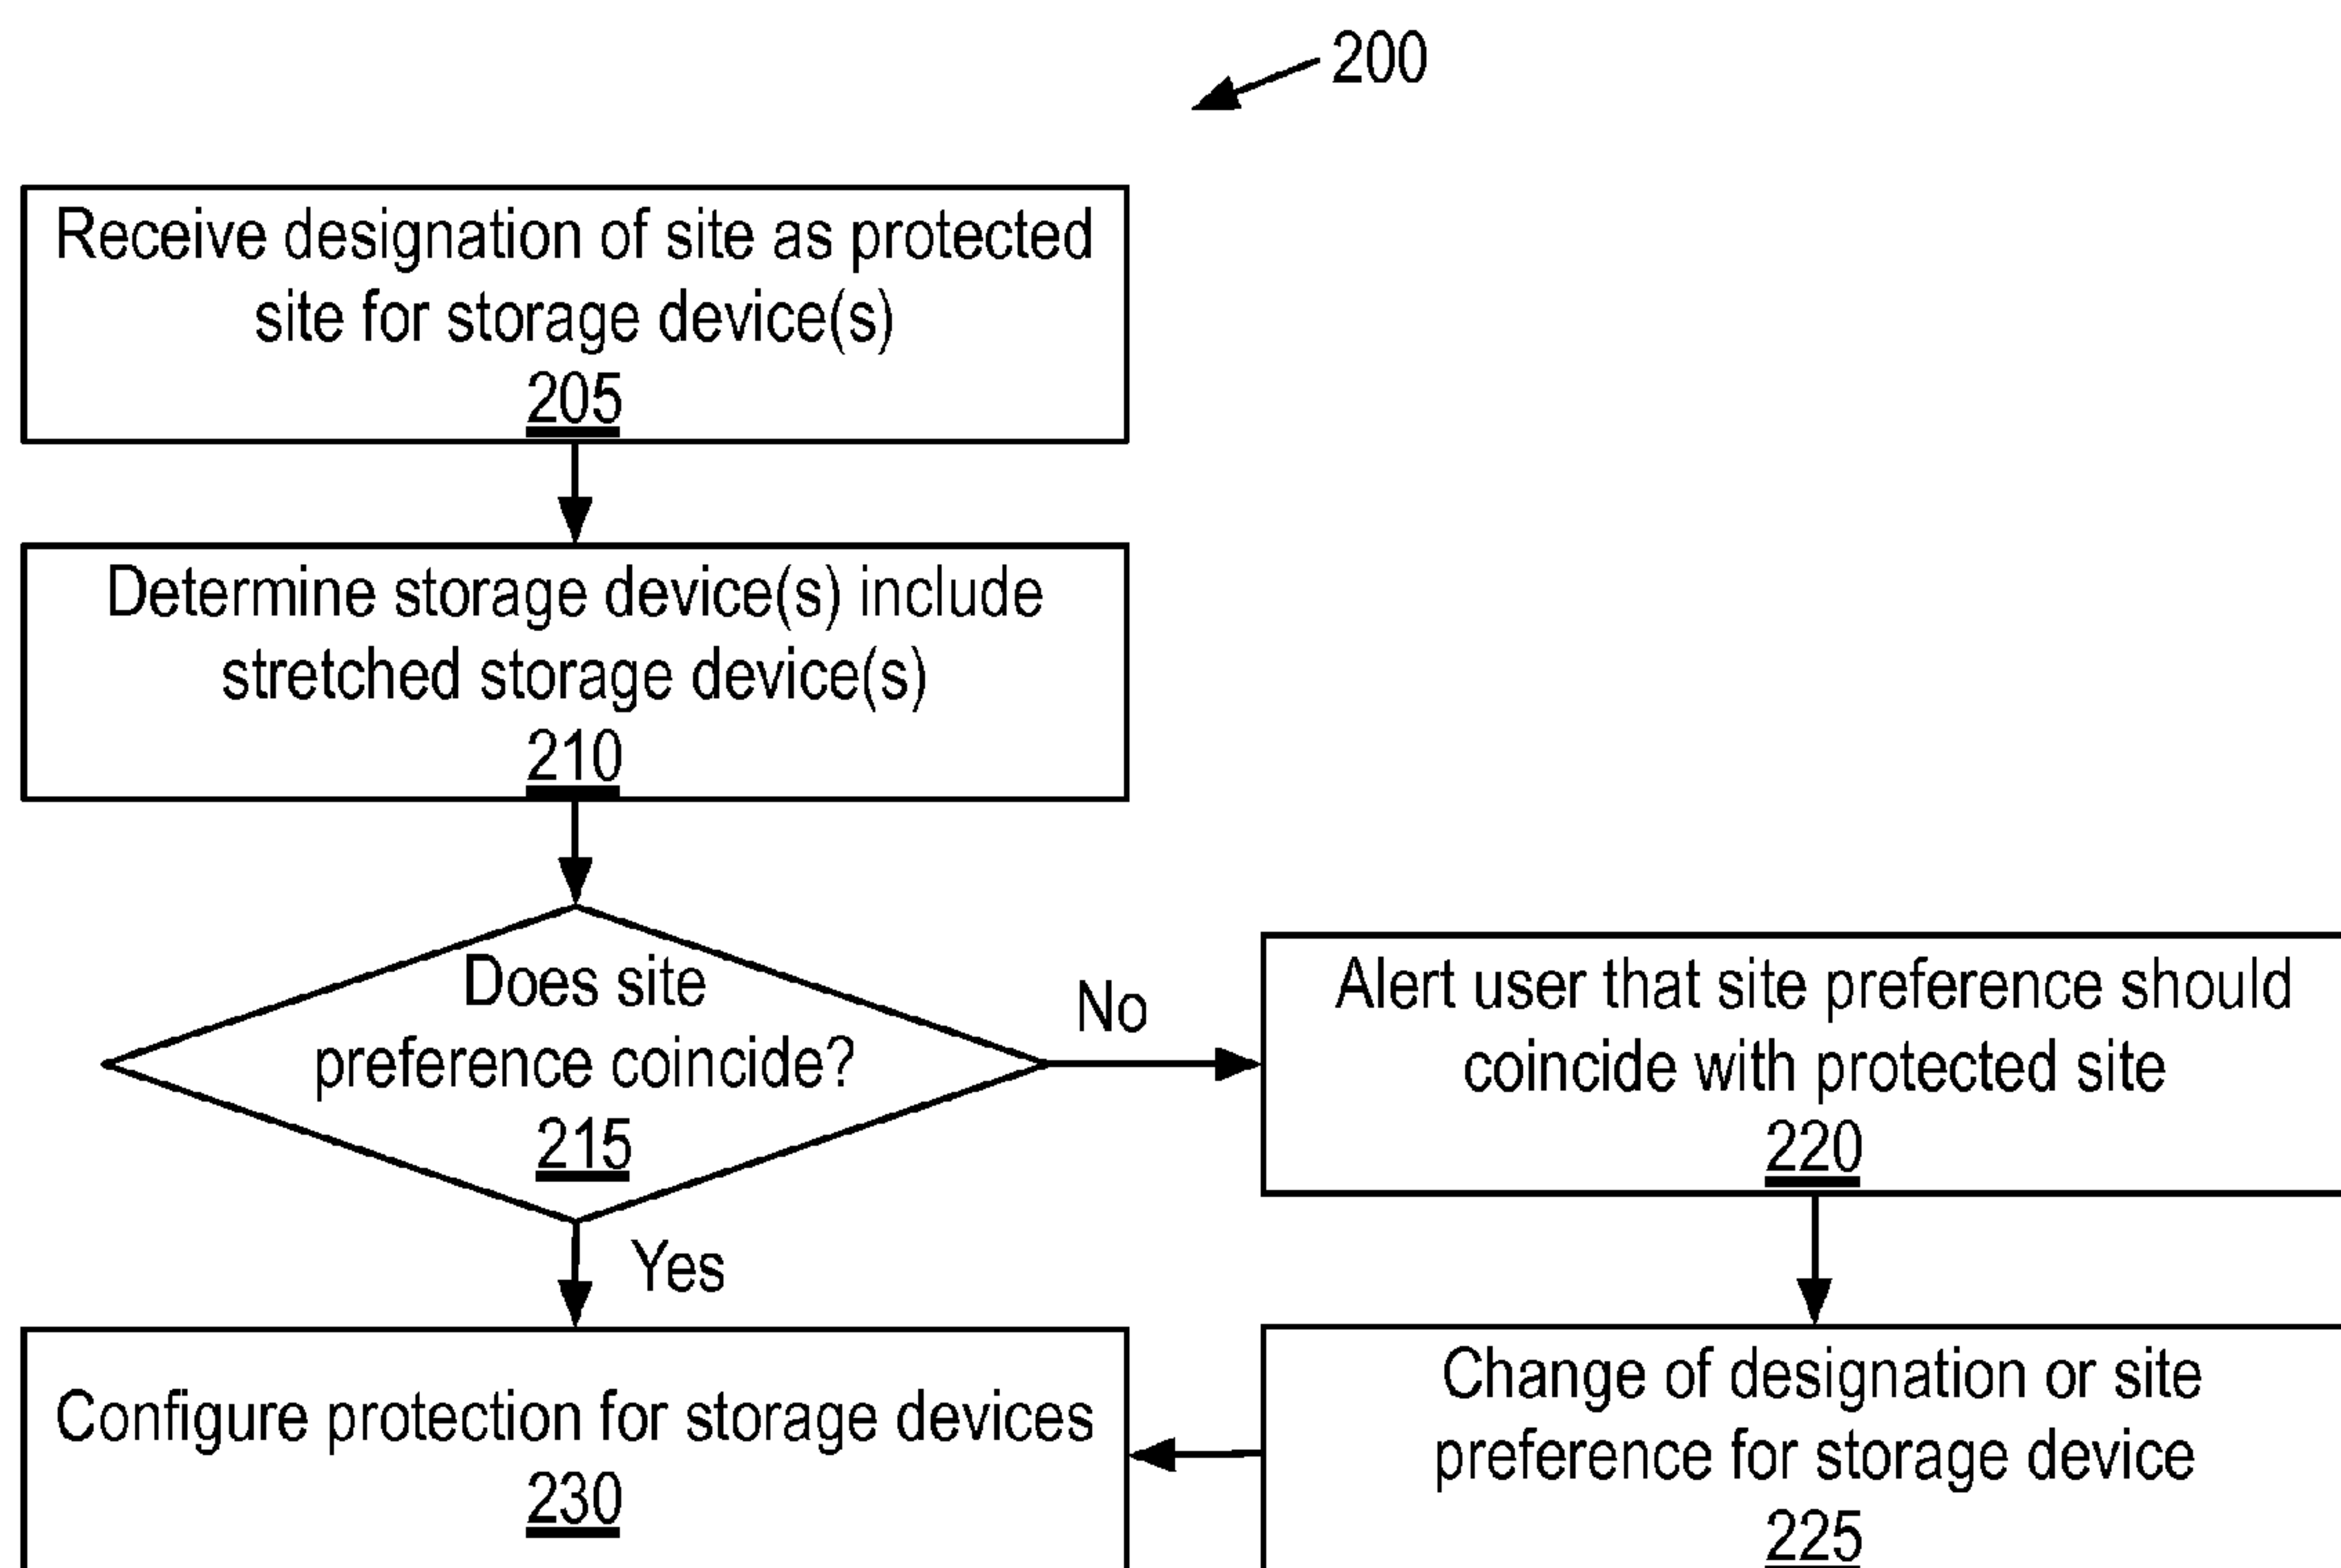 200
Receive designation of site as protected
site for storage device(s)
205
Determine storage device(s) include
stretched storage device(s)
210
Does site
preference coincide?
215
No
Alert user that site preference should
coincide with protected site
220
Yes
Configure protection for storage devices
230
Change of designation or site
preference for storage device
225